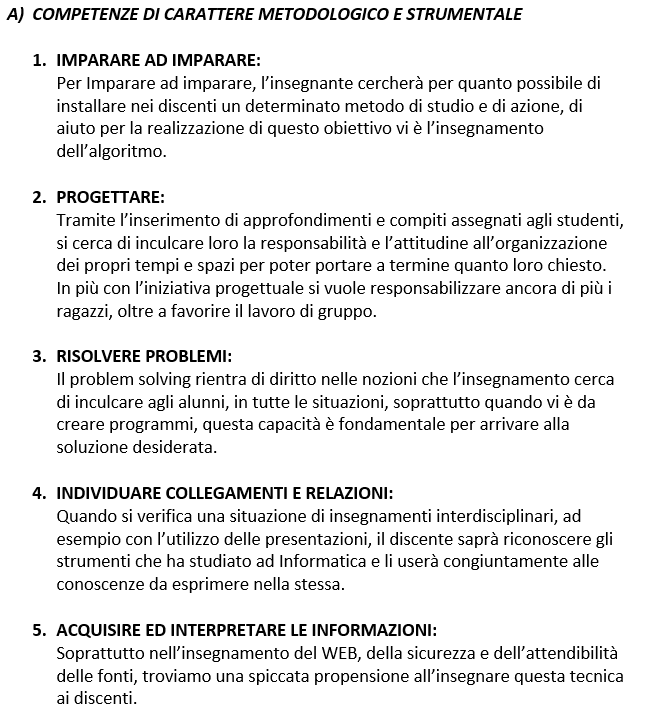 A) COMPETENZE DI CARATTERE METODOLOGICO E STRUMENTALE
1. IMPARARE AD IMPARARE:
Per Imparare ad imparare, l’insegnante cercherà per quanto possibile di
installare nei discenti un determinato metodo di studio e di azione, di
aiuto per la realizzazione di questo obiettivo vi è l’insegnamento
dell’algoritmo.
2. PROGETTARE:
Tramite l’inserimento di approfondimenti e compiti assegnati agli studenti,
si cerca di inculcare loro la responsabilità e l’attitudine all’organizzazione
dei propri tempi e spazi per poter portare a termine quanto loro chiesto.
In più con l’iniziativa progettuale si vuole responsabilizzare ancora di più i
ragazzi, oltre a favorire il lavoro di gruppo.
3. RISOLVERE PROBLEMI:
Il problem solving rientra di diritto nelle nozioni che l’insegnamento cerca
di inculcare agli alunni, in tutte le situazioni, soprattutto quando vi è da
creare programmi, questa capacità è fondamentale per arrivare alla
soluzione desiderata.
4. INDIVIDUARE COLLEGAMENTI E RELAZIONI:
Quando si verifica una situazione di insegnamenti interdisciplinari, ad
esempio con l’utilizzo delle presentazioni, il discente saprà riconoscere gli
strumenti che ha studiato ad Informatica e li userà congiuntamente alle
conoscenze da esprimere nella stessa.
5. ACQUISIRE ED INTERPRETARE LE INFORMAZIONI:
Soprattutto nell’insegnamento del WEB, della sicurezza e dell’attendibilità
delle fonti, troviamo una spiccata propensione all’insegnare questa tecnica
ai discenti.